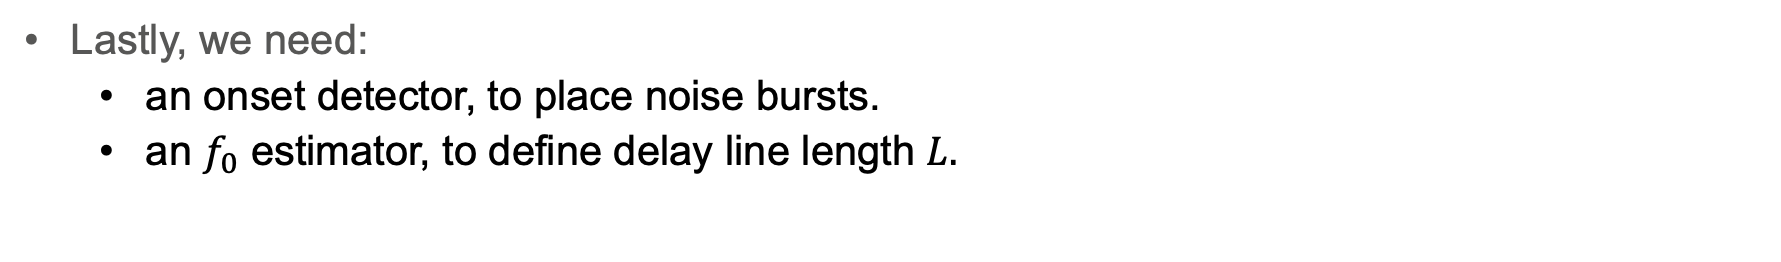 • Lastly, we need:
• an onset detector, to place noise bursts.
• an f₀ estimator, to define delay line length L.